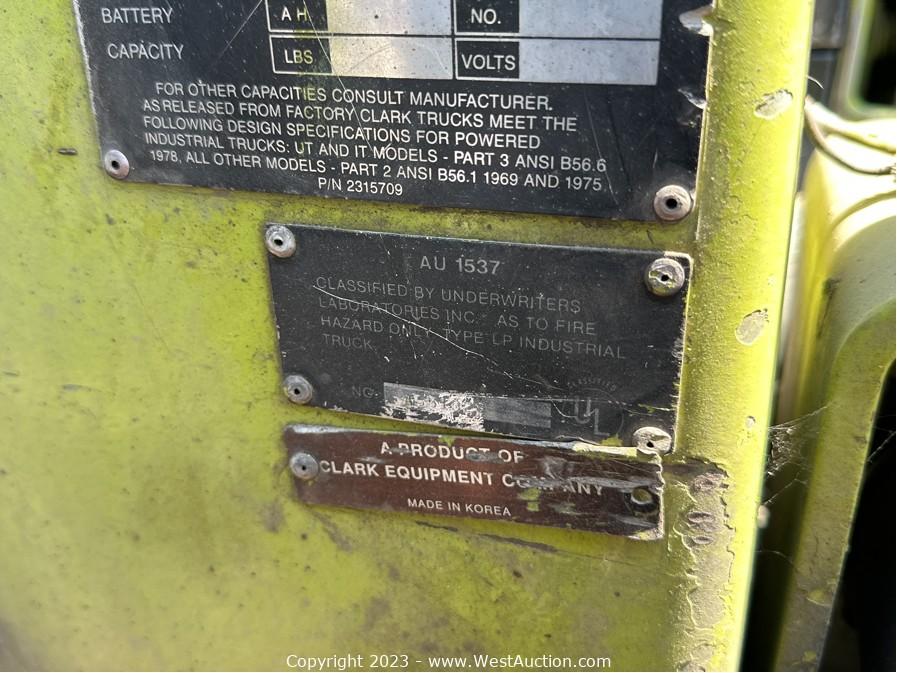 BATTERY AH NO.
CAPACITY LBS VOLTS
FOR OTHER CAPACITIES CONSULT MANUFACTURER.
AS RELEASED FROM FACTORY CLARK TRUCKS MEET THE
FOLLOWING DESIGN SPECIFICATIONS FOR POWERED
INDUSTRIAL TRUCKS: UT AND IT MODELS - PART 3 ANSI B56.6
1978, ALL OTHER MODELS - PART 2 ANSI B56.1 1969 AND 1975
P/N 2315709
AU 1537
CLASSIFIED BY UNDERWRITERS
LABORATORIES INC. AS TO FIRE
HAZARD ONLY. TYPE LP INDUSTRIAL
TRUCK.
NO.
CLASSIFIED
UL
A PRODUCT OF
CLARK EQUIPMENT COMPANY
MADE IN KOREA
Copyright 2023 - www.WestAuction.com